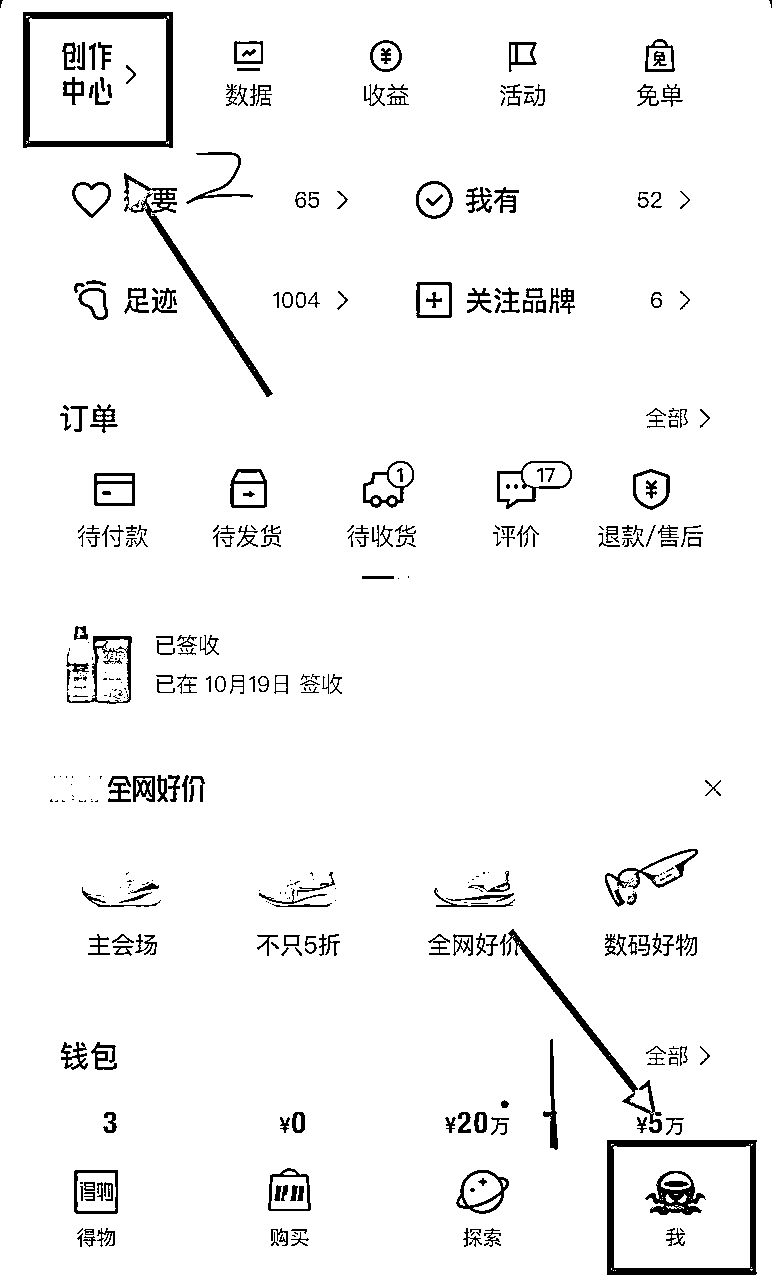 创作
中心
数据
收益
活动
免单
2
要
65
我有
52
足迹
1004
关注品牌
6
订单
全部
1
17
待付款
待发货
待收货
评价
退款/售后
已签收
已在 10月19日 签收
全网好价
主会场
不只5折
全网好价
数码好物
钱包
全部
1
3
¥0
¥20万
¥5万
得物
得物
购买
探索
我